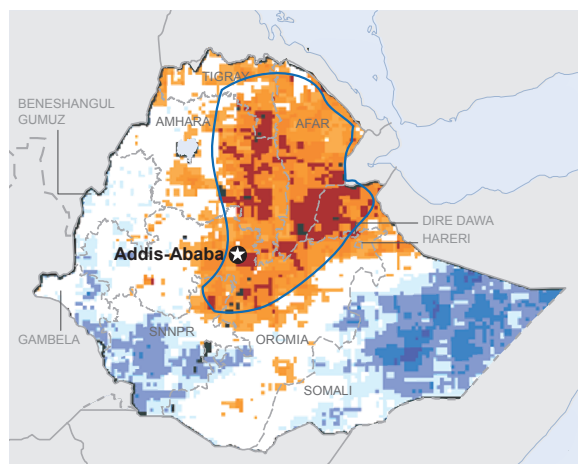 TIGRAY
BENESHANGUL
GUMUZ
AMHARA
AFAR
DIRE DAWA
HARERI
Addis-Ababa
GAMBELA
SNNPR
OROMIA
SOMALI